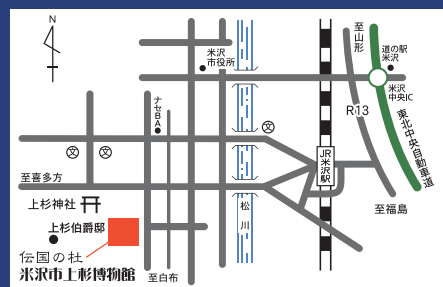 N
米沢
市役所
至山形
道の駅
米沢
米沢
中央IC
ナセBA
R13
東北中央自動車道
文
文
文
JR米沢駅
至喜多方
上杉神社
松川
至福島
上杉伯爵邸
伝国の杜
米沢市上杉博物館
至白布